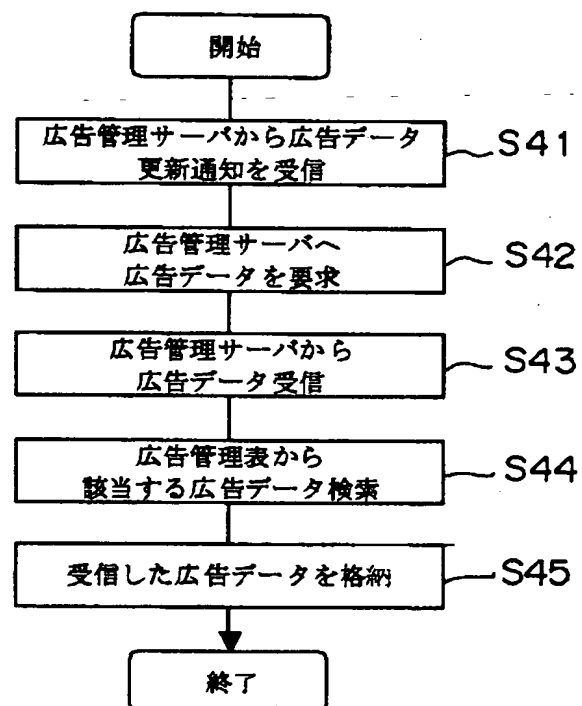 開始
広告管理サーバから広告データ
更新通知を受信
S41
広告管理サーバへ
広告データを要求
S42
広告管理サーバから
広告データ受信
S43
広告管理表から
該当する広告データ検索
S44
受信した広告データを格納
S45
終了